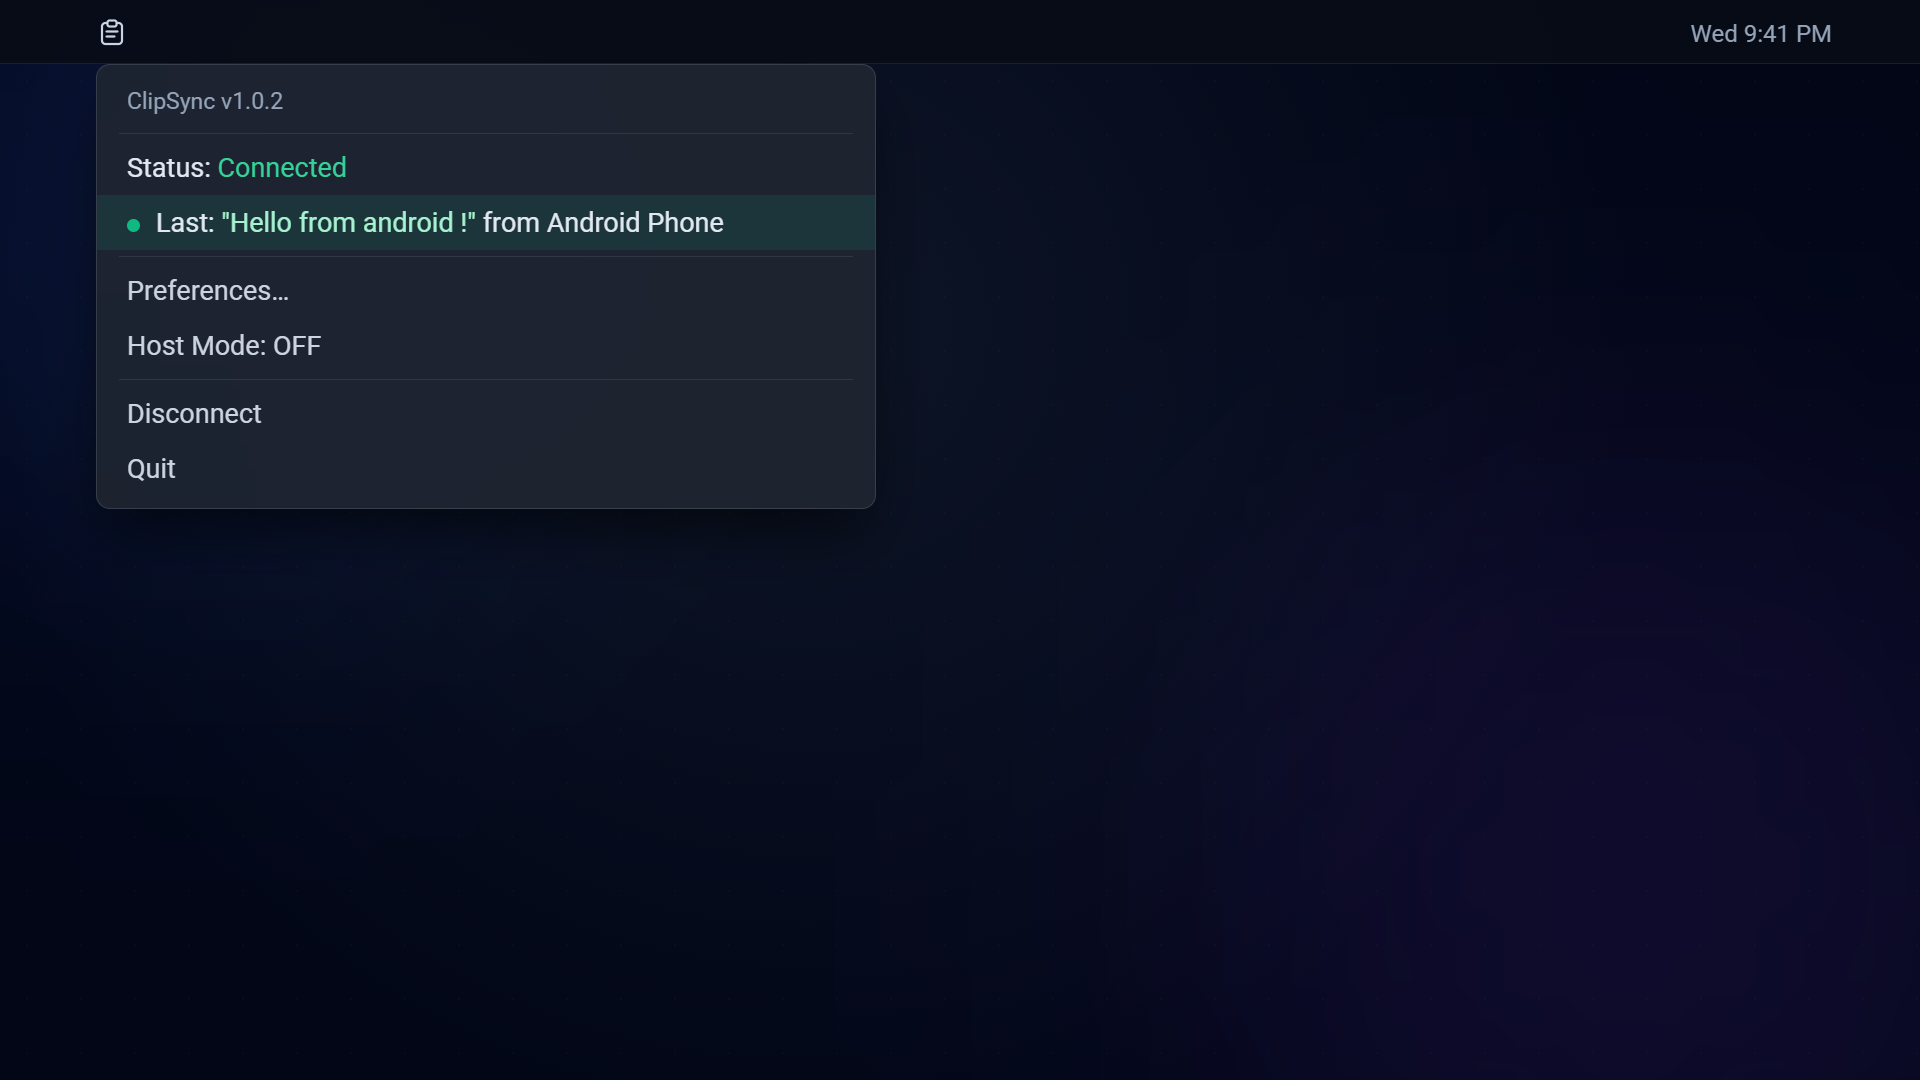 Wed 9:41 PM
ClipSync v1.0.2
Status: Connected
Last: "Hello from android !" from Android Phone
Preferences...
Host Mode: OFF
Disconnect
Quit